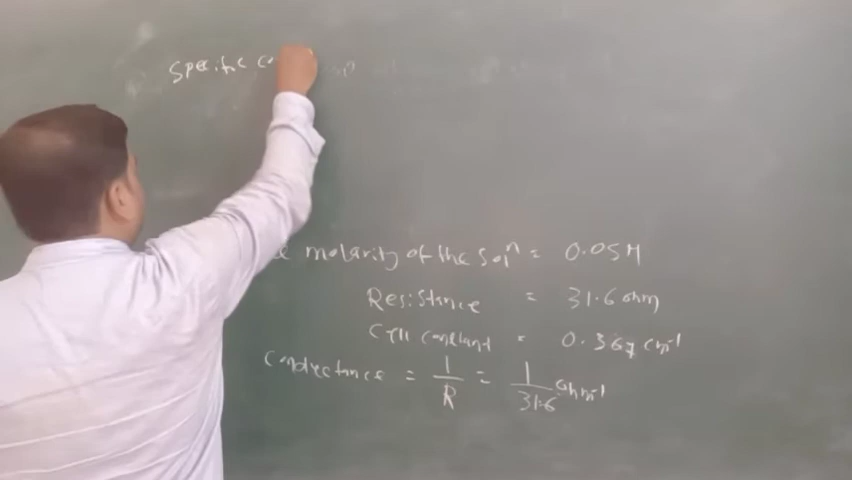 Specific co
molarity of the Solⁿ = 0.05M
Resistance = 31.6 ohm
Cell constant = 0.367 cm⁻¹
Conductance = 1/R = 1/31.6 ohm⁻¹